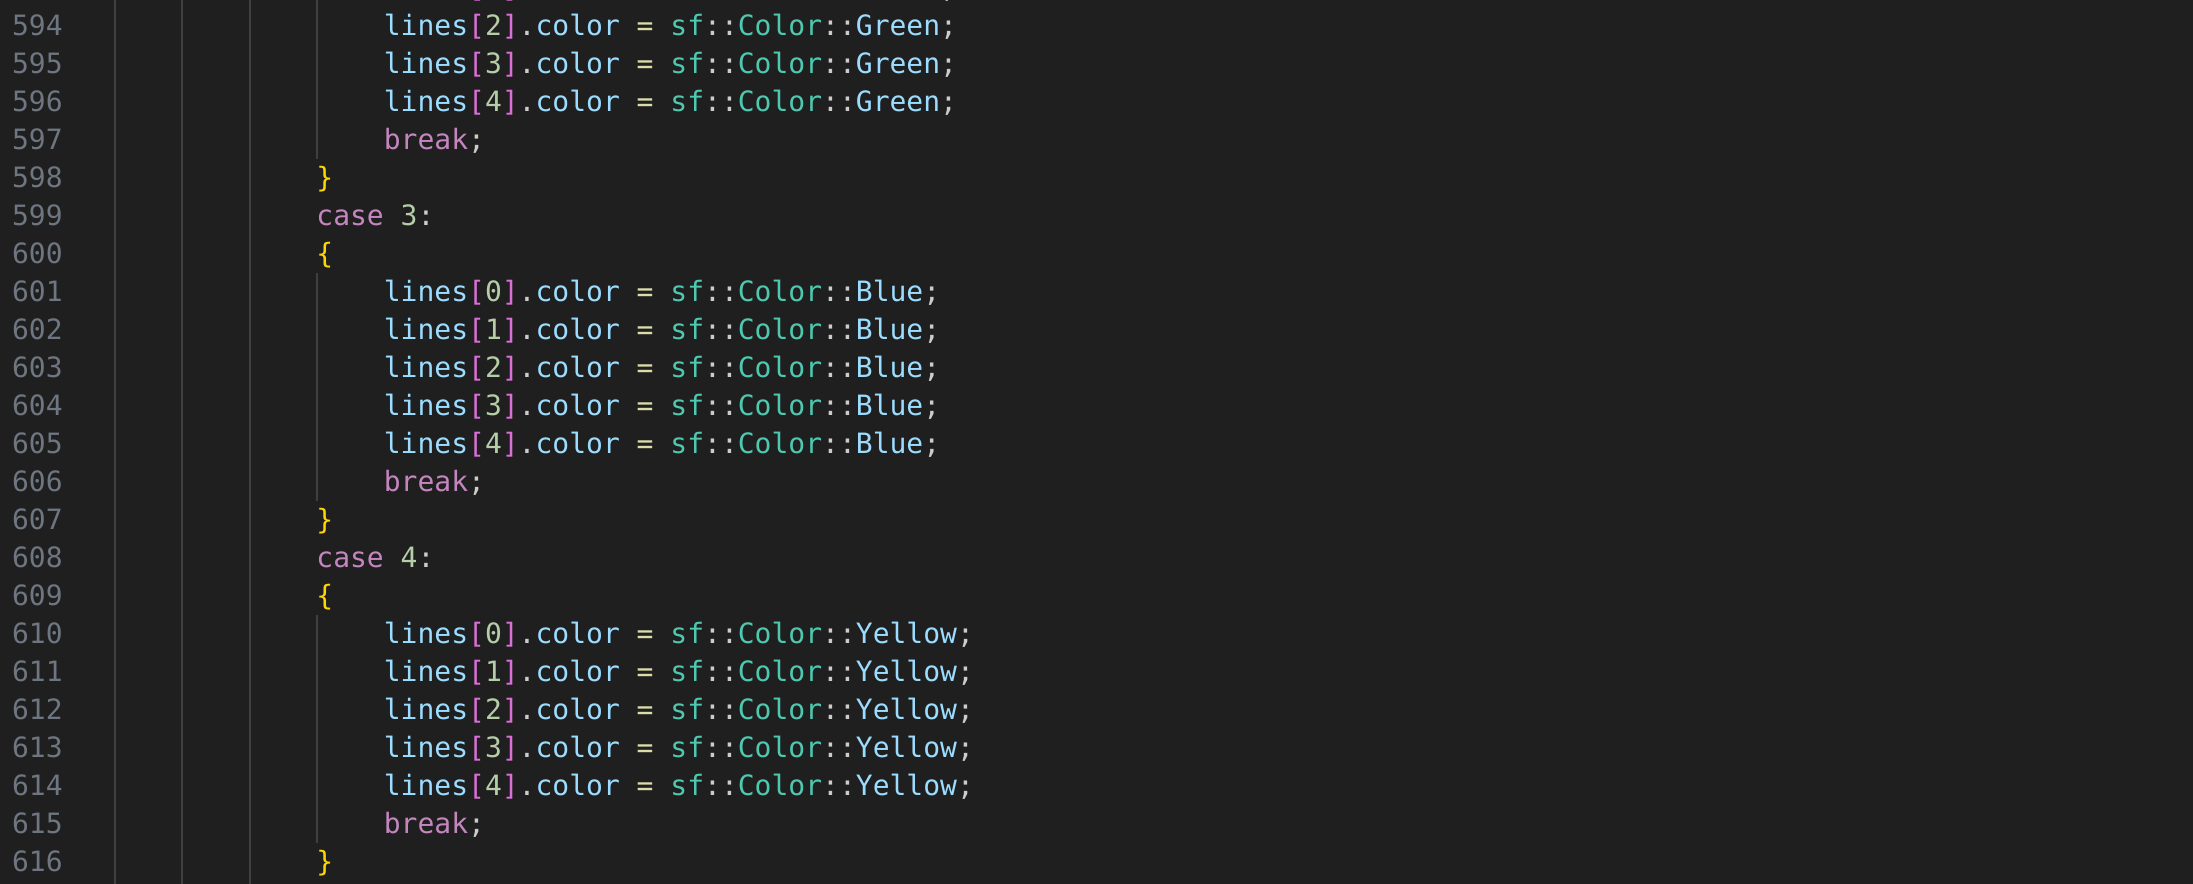 594 lines[2].color = sf::Color::Green;
595 lines[3].color = sf::Color::Green;
596 lines[4].color = sf::Color::Green;
597 break;
598 }
599 case 3:
600 {
601 lines[0].color = sf::Color::Blue;
602 lines[1].color = sf::Color::Blue;
603 lines[2].color = sf::Color::Blue;
604 lines[3].color = sf::Color::Blue;
605 lines[4].color = sf::Color::Blue;
606 break;
607 }
608 case 4:
609 {
610 lines[0].color = sf::Color::Yellow;
611 lines[1].color = sf::Color::Yellow;
612 lines[2].color = sf::Color::Yellow;
613 lines[3].color = sf::Color::Yellow;
614 lines[4].color = sf::Color::Yellow;
615 break;
616 }